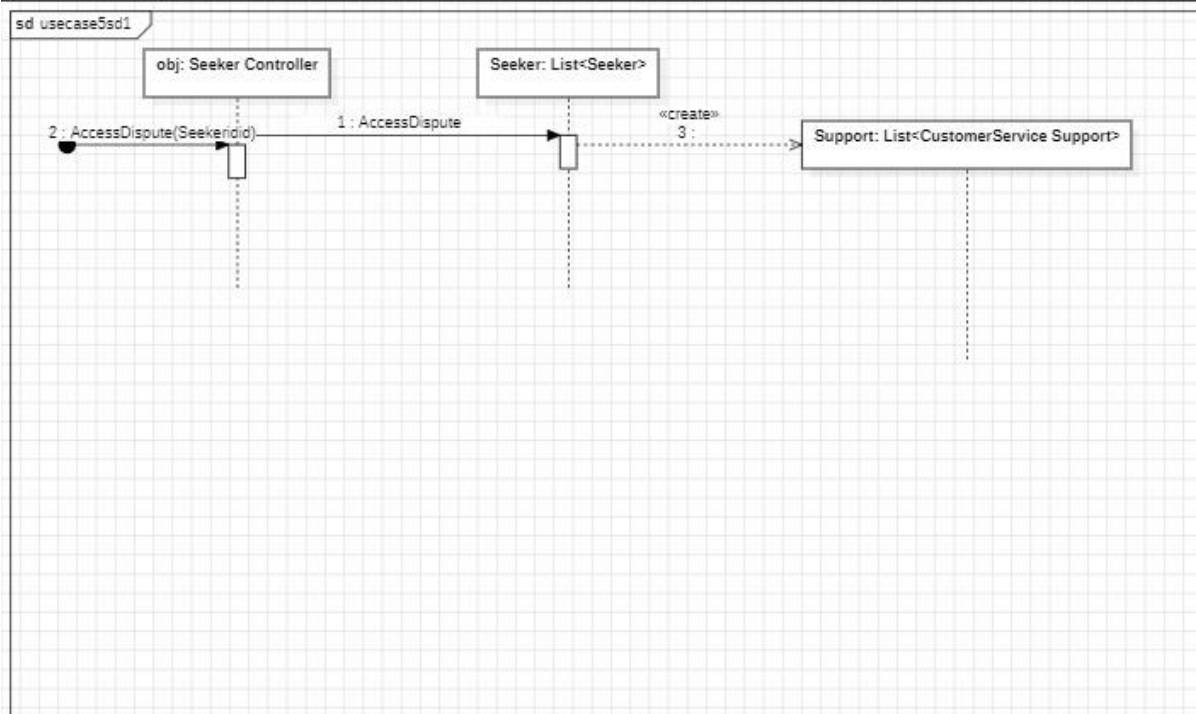 sd usecase5sd1
obj: Seeker Controller
Seeker: List<Seeker>
«create»
3 :
1 : AccessDispute
2 : AccessDispute(Seekeridid)
Support: List<CustomerService Support>